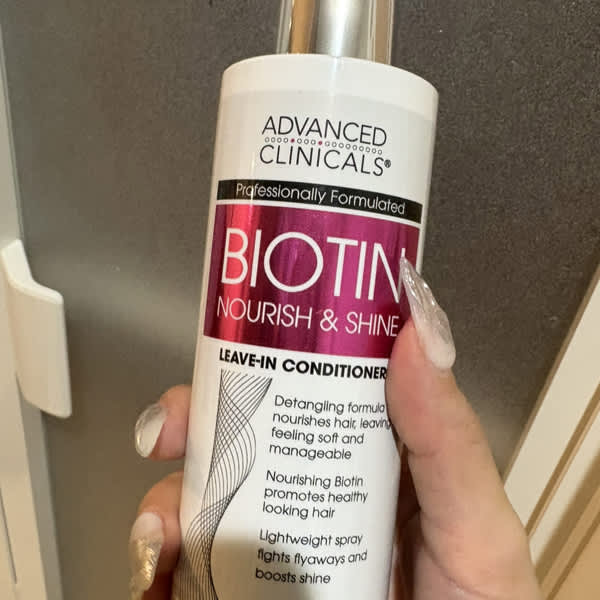 ADVANCED
CLINICALS®
Professionally Formulated
BIOTIN
NOURISH & SHINE
LEAVE-IN CONDITIONER
Detangling formula
nourishes hair, leaving
feeling soft and
manageable
Nourishing Biotin
promotes healthy
looking hair
Lightweight spray
fights flyaways and
boosts shine